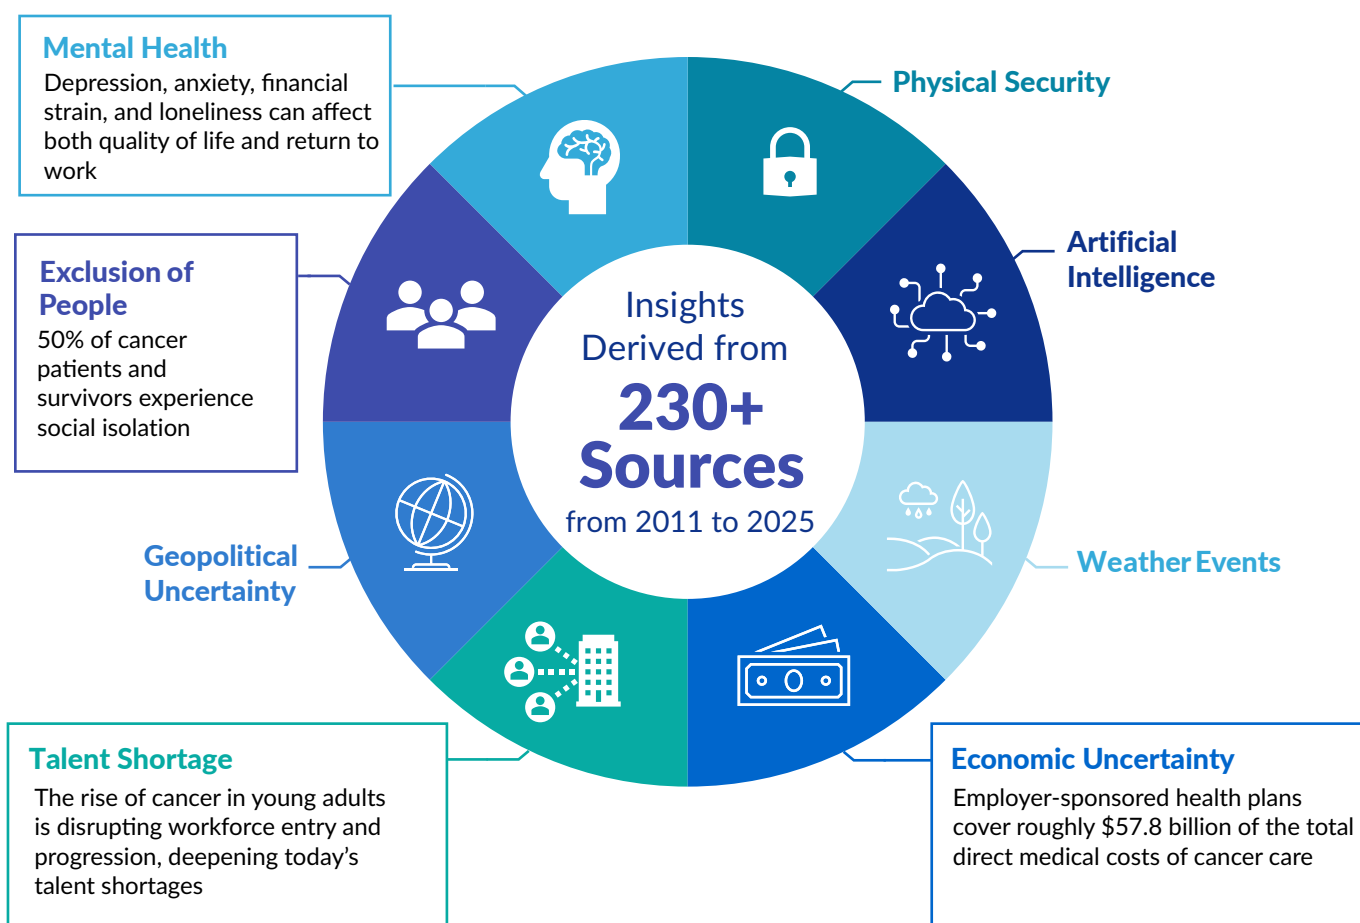 Mental Health
Depression, anxiety, financial
strain, and loneliness can affect
both quality of life and return to
work
Physical Security
Exclusion of
People
50% of cancer
patients and
survivors experience
social isolation
Artificial
Intelligence
Insights
Derived from
230+
Sources
from 2011 to 2025
Geopolitical
Uncertainty
Weather Events
Talent Shortage
The rise of cancer in young adults
is disrupting workforce entry and
progression, deepening today’s
talent shortages
Economic Uncertainty
Employer-sponsored health plans
cover roughly $57.8 billion of the total
direct medical costs of cancer care